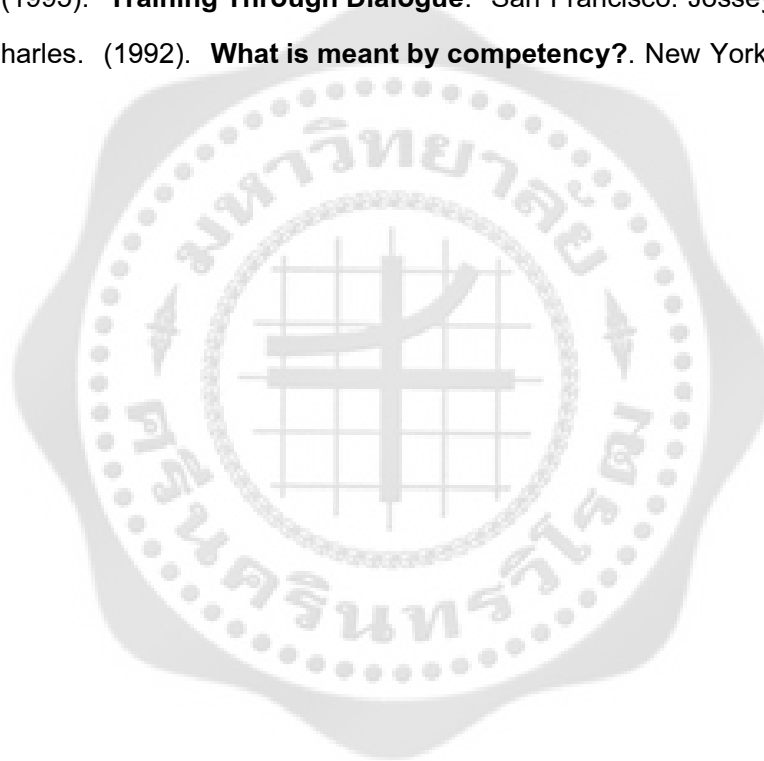 (1995). Training Through Dialogue. San Francisco: Jossey
harles. (1992). What is meant by competency?. New York
มหาวิทยาลัย
ศรีนครินทรวิโรฒ